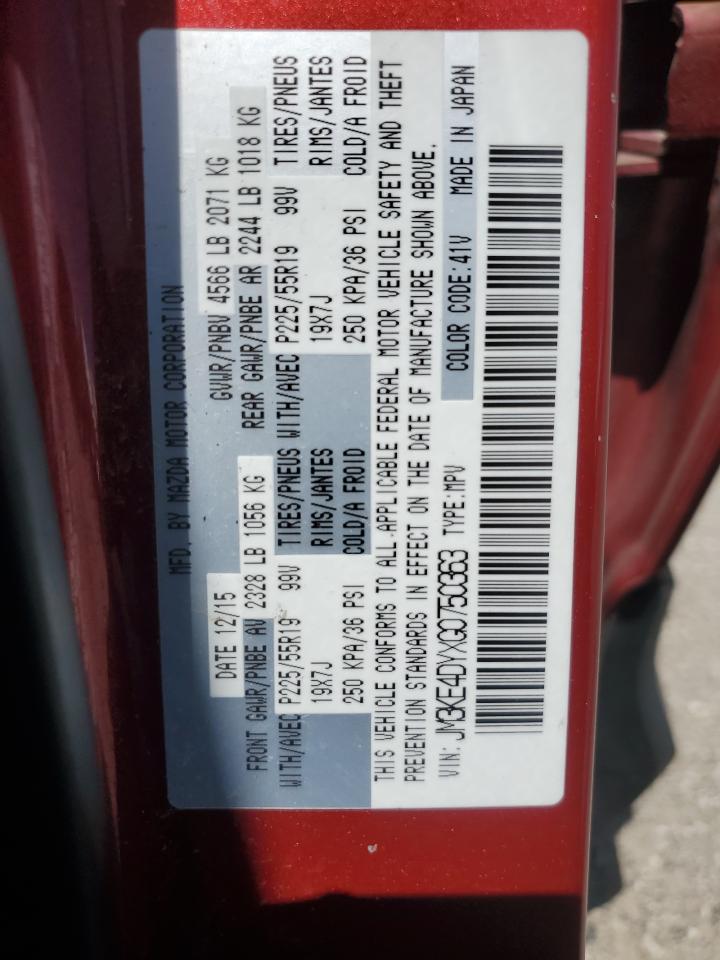 MFD. BY MAZDA MOTOR CORPORATION
DATE 12/15 GVWR/PNBV 4566 LB 2071 KG
FRONT GAWR/PNBE AV 2328 LB 1056 KG REAR GAWR/PNBE AR 2244 LB 1018 KG
WITH/AVEC P225/55R19 99V TIRES/PNEUS WITH/AVEC P225/55R19 99V TIRES/PNEUS
19X7J RIMS/JANTES 19X7J RIMS/JANTES
250 KPA/36 PSI COLD/A FROID 250 KPA/36 PSI COLD/A FROID
THIS VEHICLE CONFORMS TO ALL APPLICABLE FEDERAL MOTOR VEHICLE SAFETY AND THEFT
PREVENTION STANDARDS IN EFFECT ON THE DATE OF MANUFACTURE SHOWN ABOVE.
VIN: JM3KE4DYXG0750363 TYPE:MPV COLOR CODE:41V MADE IN JAPAN